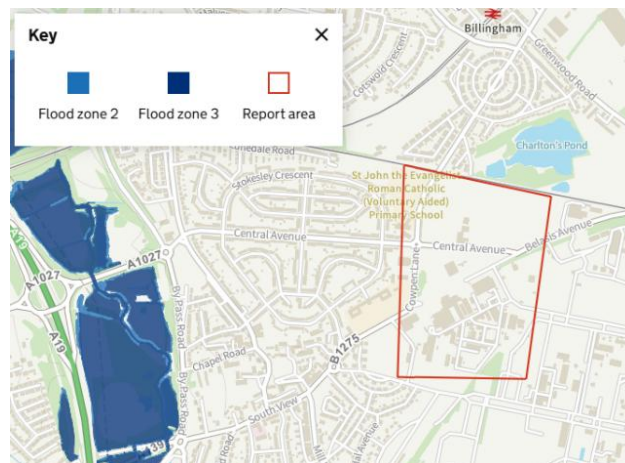 Key
Flood zone 2
Flood zone 3
Report area
Billingham
Cotswold Crescent
Greenwood Road
Charlton's Pond
Stokesley Crescent
St John the Evangelist
Roman Catholic
(Voluntary Aided)
Primary School
Central Avenue
Central Avenue
Belasis Avenue
Cowpen Lane
A19
A1027
A1027
A19
By Pass Road
By Pass Road
Chapel Road
B1275
South View